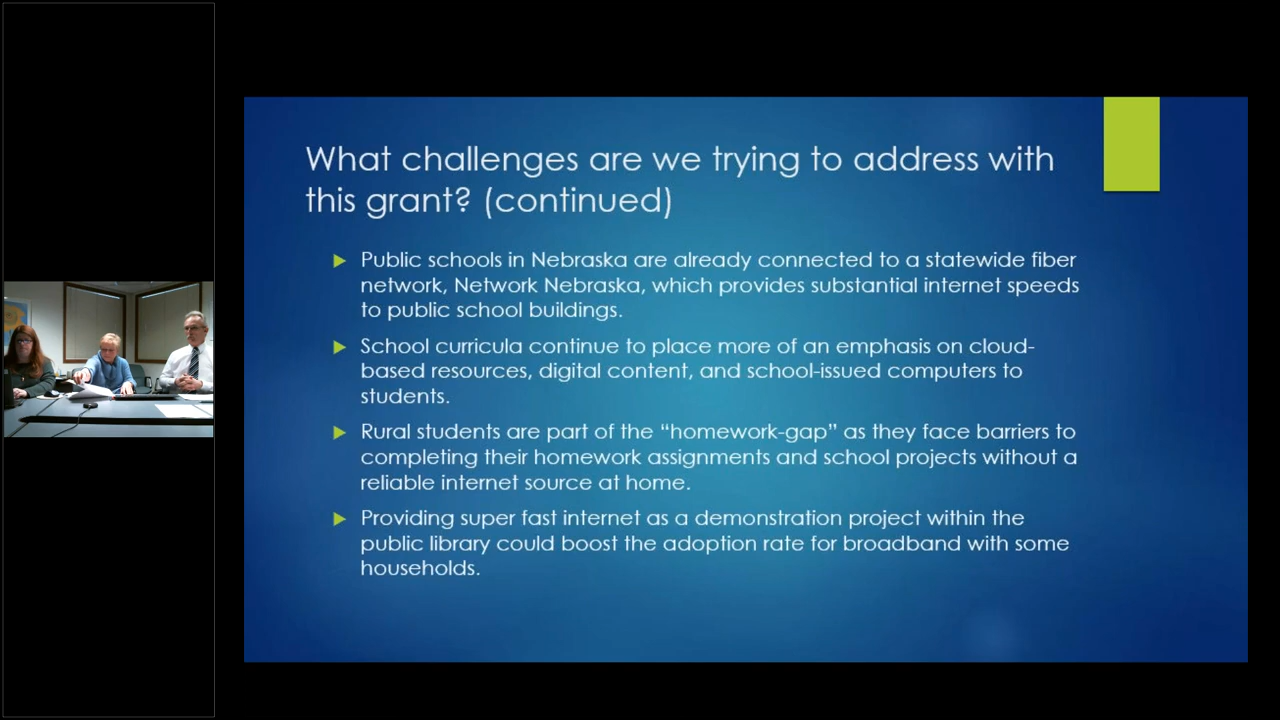 What challenges are we trying to address with
this grant? (continued)
Public schools in Nebraska are already connected to a statewide fiber
network, Network Nebraska, which provides substantial internet speeds
to public school buildings.
School curricula continue to place more of an emphasis on cloud-
based resources, digital content, and school-issued computers to
students.
Rural students are part of the “homework-gap” as they face barriers to
completing their homework assignments and school projects without a
reliable internet source at home.
Providing super fast internet as a demonstration project within the
public library could boost the adoption rate for broadband with some
households.